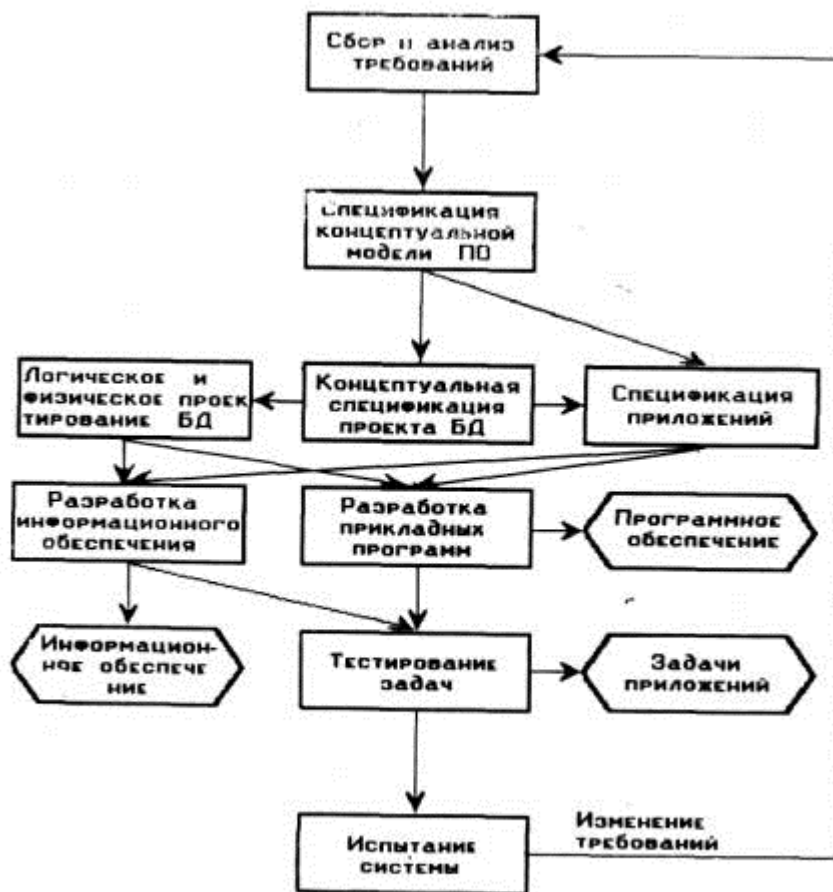 Сбор и анализ
требований
Спецификация
концептуальной
модели ПО
Логическое и
физическое проек
тирование БД
Концептуальная
спецификация
проекта БД
Спецификация
приложений
Разработка
информационного
обеспечения
Разработка
прикладных
программ
Программное
обеспечение
Информацион-
ное обеспече
ние
Тестирование
задач
Задачи
приложений
Испытание
системы
Изменение
требований